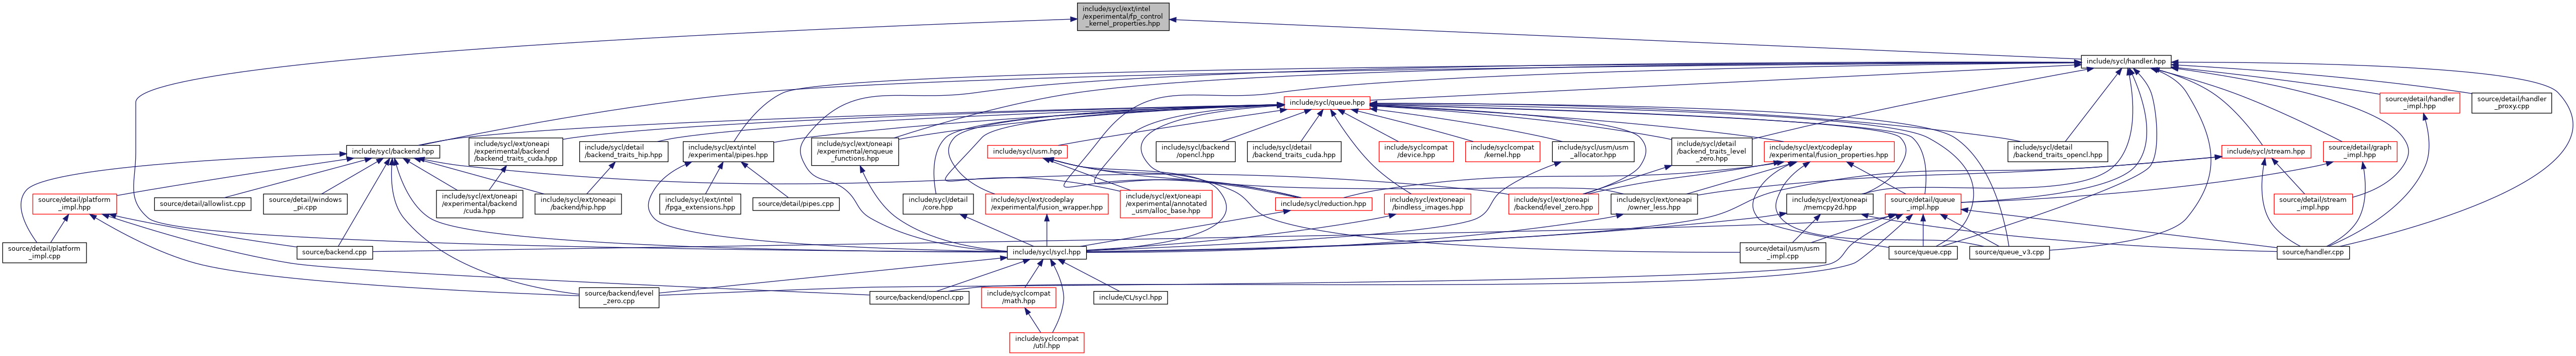 include/sycl/ext/intel
/experimental/fp_control
_kernel_properties.hpp
include/sycl/handler.hpp
include/sycl/queue.hpp
source/detail/handler
_impl.hpp
source/detail/handler
_proxy.cpp
include/sycl/backend.hpp
include/sycl/ext/oneapi
/experimental/backend
/backend_traits_cuda.hpp
include/sycl/detail
/backend_traits_hip.hpp
include/sycl/ext/intel
/experimental/pipes.hpp
include/sycl/ext/oneapi
/experimental/enqueue
_functions.hpp
include/sycl/usm.hpp
include/sycl/backend
/opencl.hpp
include/sycl/detail
/backend_traits_cuda.hpp
include/syclcompat
/device.hpp
include/syclcompat
/kernel.hpp
include/sycl/usm/usm
_allocator.hpp
include/sycl/detail
/backend_traits_level
_zero.hpp
include/sycl/ext/codeplay
/experimental/fusion_properties.hpp
include/sycl/detail
/backend_traits_opencl.hpp
include/sycl/stream.hpp
source/detail/graph
_impl.hpp
source/detail/platform
_impl.hpp
source/detail/allowlist.cpp
source/detail/windows
_pi.cpp
include/sycl/ext/oneapi
/experimental/backend
/cuda.hpp
include/sycl/ext/oneapi
/backend/hip.hpp
include/sycl/ext/intel
/fpga_extensions.hpp
source/detail/pipes.cpp
include/sycl/detail
/core.hpp
include/sycl/ext/codeplay
/experimental/fusion_wrapper.hpp
include/sycl/ext/oneapi
/experimental/annotated
_usm/alloc_base.hpp
include/sycl/reduction.hpp
include/sycl/ext/oneapi
/bindless_images.hpp
include/sycl/ext/oneapi
/backend/level_zero.hpp
include/sycl/ext/oneapi
/owner_less.hpp
include/sycl/ext/oneapi
/memcpy2d.hpp
source/detail/queue
_impl.hpp
source/detail/stream
_impl.hpp
source/detail/platform
_impl.cpp
source/backend.cpp
include/sycl/sycl.hpp
source/detail/usm/usm
_impl.cpp
source/queue.cpp
source/queue_v3.cpp
source/handler.cpp
source/backend/level
_zero.cpp
source/backend/opencl.cpp
include/syclcompat
/math.hpp
include/CL/sycl.hpp
include/syclcompat
/util.hpp